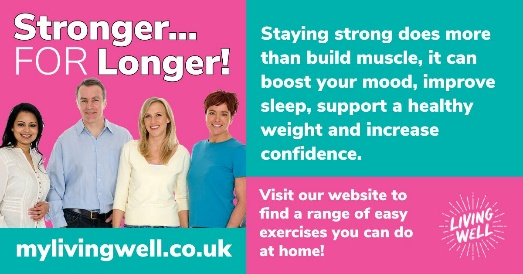 Stronger...
FOR Longer!
mylivingwell.co.uk
Staying strong does more
than build muscle, it can
boost your mood, improve
sleep, support a healthy
weight and increase
confidence.
Visit our website to
find a range of easy
exercises you can do
at home!
LIVING
WELL